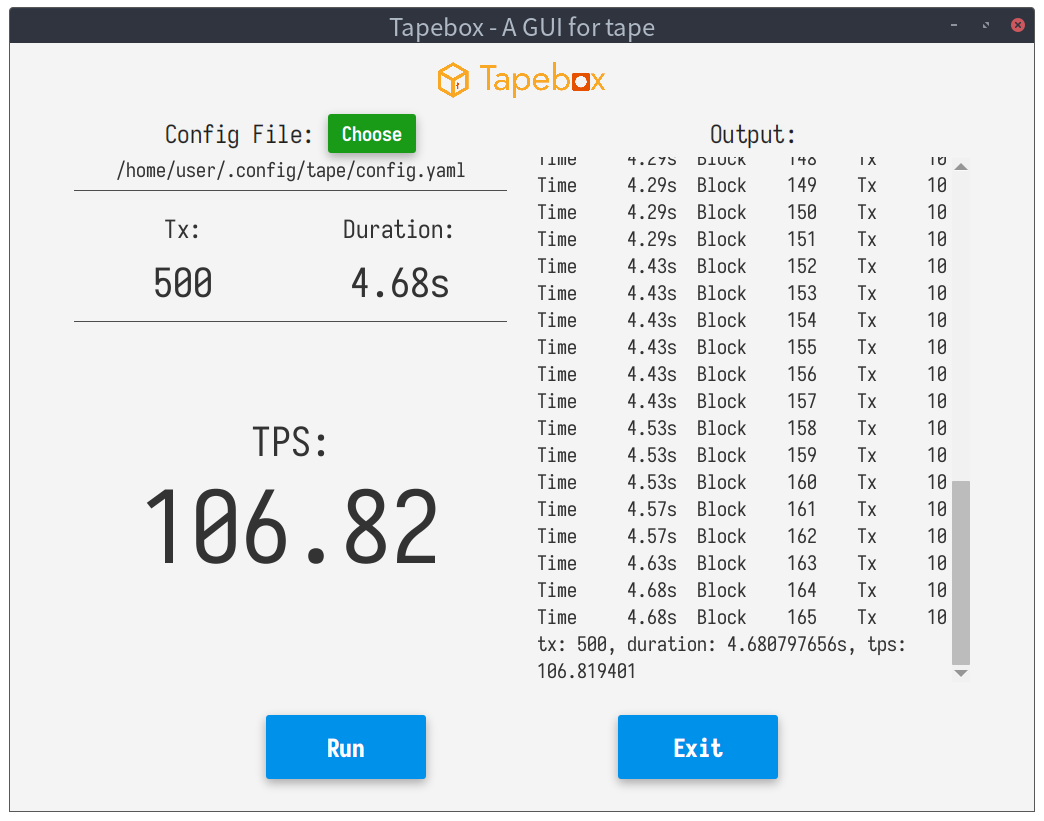 Tapebox - A GUI for tape
Tapebox
Config File: Choose
/home/user/.config/tape/config.yaml
Tx: Duration:
500 4.68s
TPS:
106.82
Output:
Time 4.29s Block 148 Tx 10
Time 4.29s Block 149 Tx 10
Time 4.29s Block 150 Tx 10
Time 4.29s Block 151 Tx 10
Time 4.43s Block 152 Tx 10
Time 4.43s Block 153 Tx 10
Time 4.43s Block 154 Tx 10
Time 4.43s Block 155 Tx 10
Time 4.43s Block 156 Tx 10
Time 4.43s Block 157 Tx 10
Time 4.53s Block 158 Tx 10
Time 4.53s Block 159 Tx 10
Time 4.53s Block 160 Tx 10
Time 4.57s Block 161 Tx 10
Time 4.57s Block 162 Tx 10
Time 4.63s Block 163 Tx 10
Time 4.68s Block 164 Tx 10
Time 4.68s Block 165 Tx 10
tx: 500, duration: 4.680797656s, tps:
106.819401
Run Exit